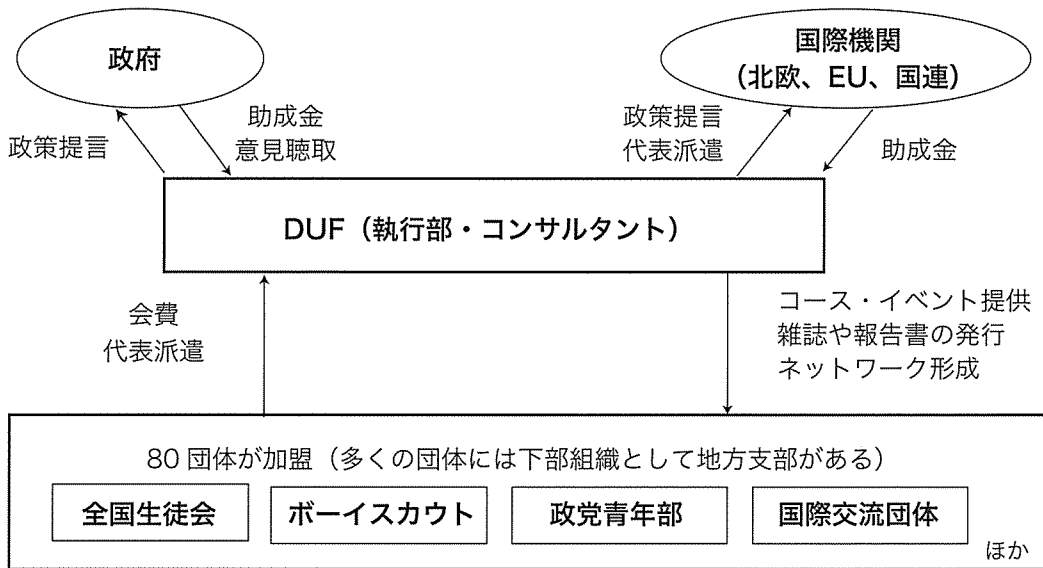 政府
国際機関
（北欧、EU、国連）
政策提言
助成金
意見聴取
政策提言
代表派遣
助成金
DUF（執行部・コンサルタント）
会費
代表派遣
コース・イベント提供
雑誌や報告書の発行
ネットワーク形成
80 団体が加盟（多くの団体には下部組織として地方支部がある）
全国生徒会
ボーイスカウト
政党青年部
国際交流団体
ほか